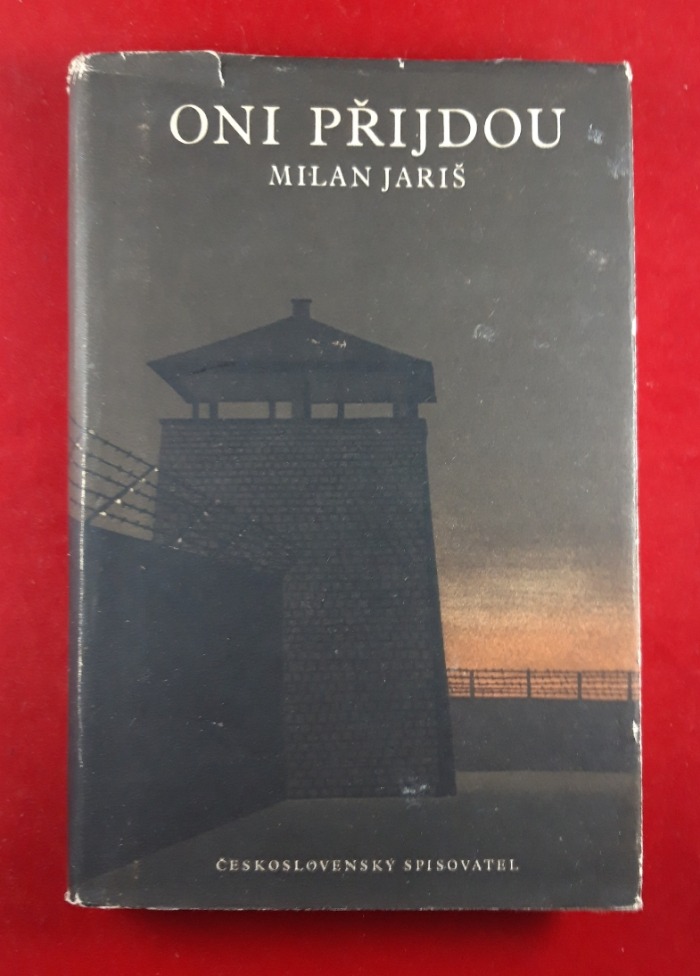 ONI PŘIJDOU
MILAN JARIŠ
ČESKOSLOVENSKÝ SPISOVATEL